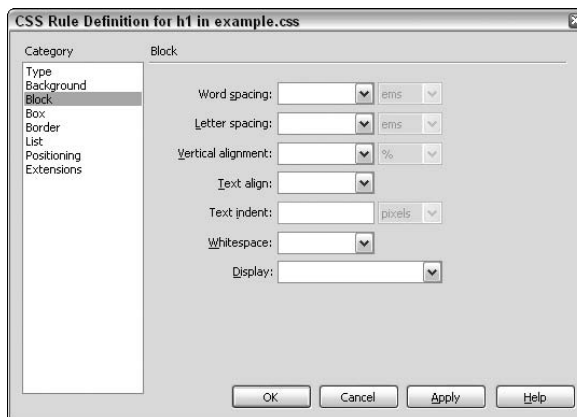 CSS Rule Definition for h1 in example.css
Category
Type
Background
Block
Box
Border
List
Positioning
Extensions
Block
Word spacing: ems
Letter spacing: ems
Vertical alignment: %
Text align:
Text indent: pixels
Whitespace:
Display:
OK Cancel Apply Help